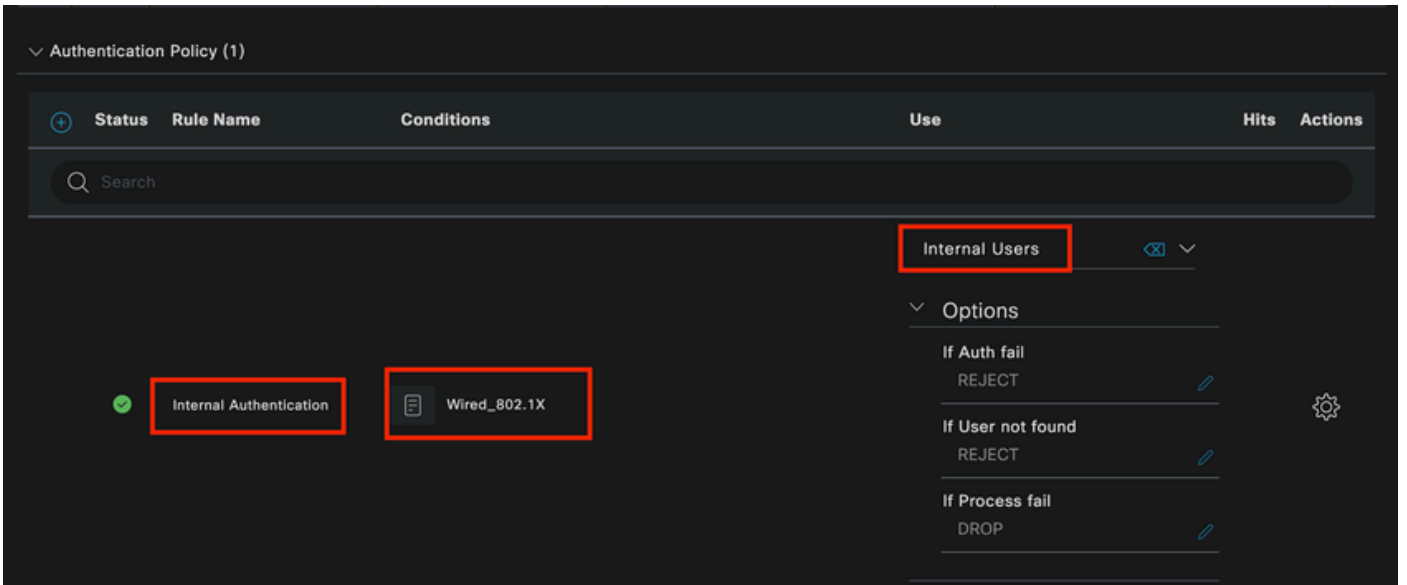 Authentication Policy (1)
Status Rule Name Conditions Use Hits Actions
Search
Internal Users
Options
If Auth fail
REJECT
Internal Authentication Wired_802.1X
If User not found
REJECT
If Process fail
DROP